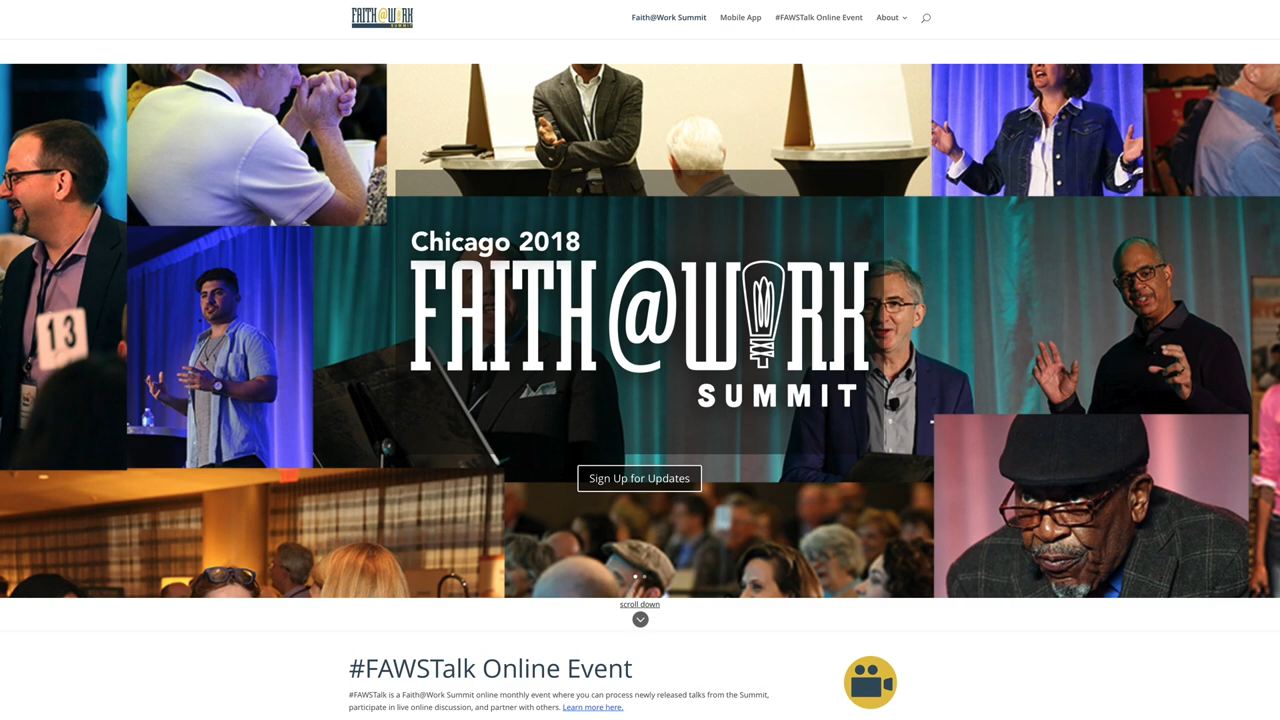 FAITH@WORK
SUMMIT
Faith@Work Summit
Mobile App
#FAWSTalk Online Event
About
13
Chicago 2018
FAITH@WORK
SUMMIT
Sign Up for Updates
scroll down
#FAWSTalk Online Event
#FAWSTalk is a Faith@Work Summit online monthly event where you can process newly released talks from the Summit,
participate in live online discussion, and partner with others. Learn more here.